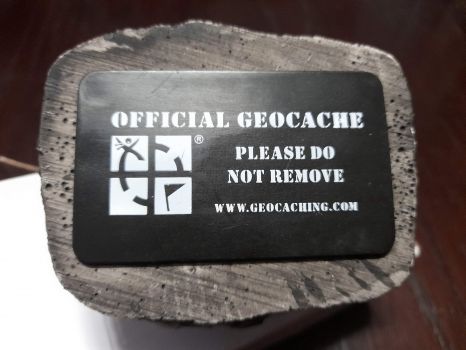 OFFICIAL GEOCACHE
®
PLEASE DO
NOT REMOVE
WWW.GEOCACHING.COM